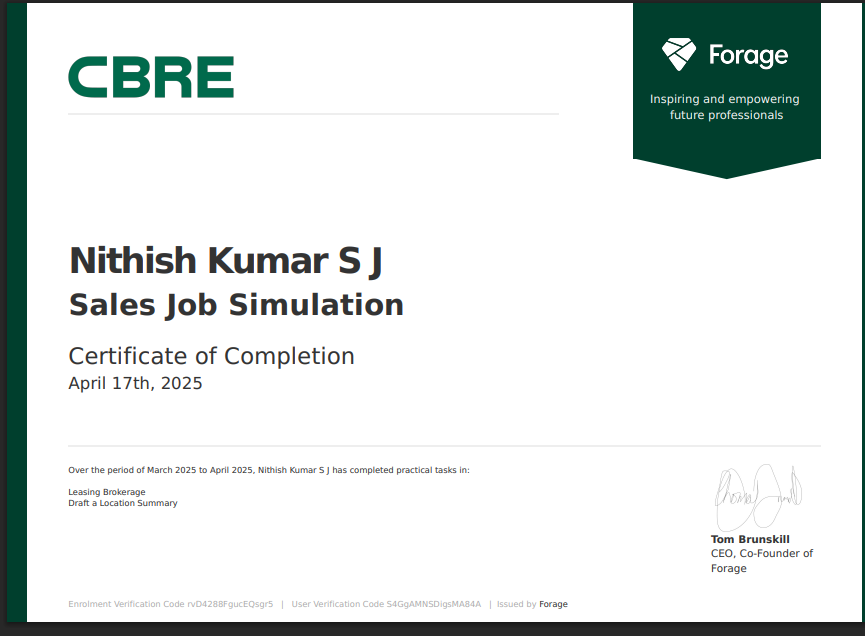 CBRE
Forage
Inspiring and empowering
future professionals
Nithish Kumar S J
Sales Job Simulation
Certificate of Completion
April 17th, 2025
Over the period of March 2025 to April 2025, Nithish Kumar S J has completed practical tasks in:
Leasing Brokerage
Draft a Location Summary
Tom Brunskill
CEO, Co-Founder of
Forage
Enrolment Verification Code rvD4288FgucEQsgr5 | User Verification Code S4GgAMNSDigsMA84A | Issued by Forage